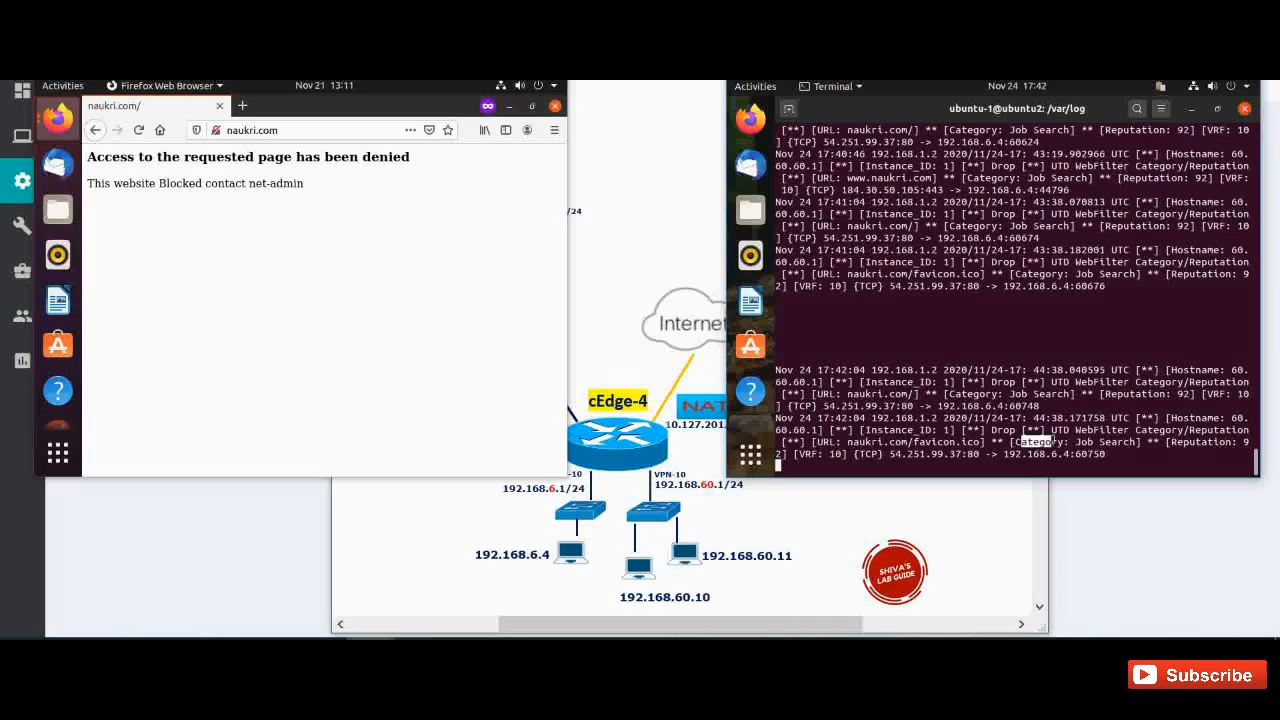 Activities
Firefox Web Browser
Nov 21 13:11
naukri.com/
naukri.com
Access to the requested page has been denied
This website Blocked contact net-admin
/24
Internet
cEdge-4
NAT
10.127.201
-10
VPN-10
192.168.6.1/24
192.168.60.1/24
192.168.6.4
192.168.60.11
192.168.60.10
SHIVA'S
LAB GUIDE
Activities
Terminal
Nov 24 17:42
ubuntu-1@ubuntu2: /var/log
[**] [URL: naukri.com/] ** [Category: Job Search] ** [Reputation: 92] [VRF: 10
] {TCP} 54.251.99.37:80 -> 192.168.6.4:60624
Nov 24 17:40:46 192.168.1.2 2020/11/24-17: 43:19.902966 UTC [**] [Hostname: 60.
60.60.1] [**] [Instance_ID: 1] [**] Drop [**] UTD WebFilter Category/Reputation
[**] [URL: www.naukri.com] ** [Category: Job Search] ** [Reputation: 92] [VRF:
10] {TCP} 184.30.50.105:443 -> 192.168.6.4:44796
Nov 24 17:41:04 192.168.1.2 2020/11/24-17: 43:38.070813 UTC [**] [Hostname: 60.
60.60.1] [**] [Instance_ID: 1] [**] Drop [**] UTD WebFilter Category/Reputation
[**] [URL: naukri.com/] ** [Category: Job Search] ** [Reputation: 92] [VRF: 10
] {TCP} 54.251.99.37:80 -> 192.168.6.4:60674
Nov 24 17:41:04 192.168.1.2 2020/11/24-17: 43:38.182001 UTC [**] [Hostname: 60.
60.60.1] [**] [Instance_ID: 1] [**] Drop [**] UTD WebFilter Category/Reputation
[**] [URL: naukri.com/favicon.ico] ** [Category: Job Search] ** [Reputation: 9
2] [VRF: 10] {TCP} 54.251.99.37:80 -> 192.168.6.4:60676
Nov 24 17:42:04 192.168.1.2 2020/11/24-17: 44:38.040595 UTC [**] [Hostname: 60.
60.60.1] [**] [Instance_ID: 1] [**] Drop [**] UTD WebFilter Category/Reputation
[**] [URL: naukri.com/] ** [Category: Job Search] ** [Reputation: 92] [VRF: 10
] {TCP} 54.251.99.37:80 -> 192.168.6.4:60748
Nov 24 17:42:04 192.168.1.2 2020/11/24-17: 44:38.171758 UTC [**] [Hostname: 60.
60.60.1] [**] [Instance_ID: 1] [**] Drop [**] UTD WebFilter Category/Reputation
[**] [URL: naukri.com/favicon.ico] ** [Category: Job Search] ** [Reputation: 9
2] [VRF: 10] {TCP} 54.251.99.37:80 -> 192.168.6.4:60750
Subscribe